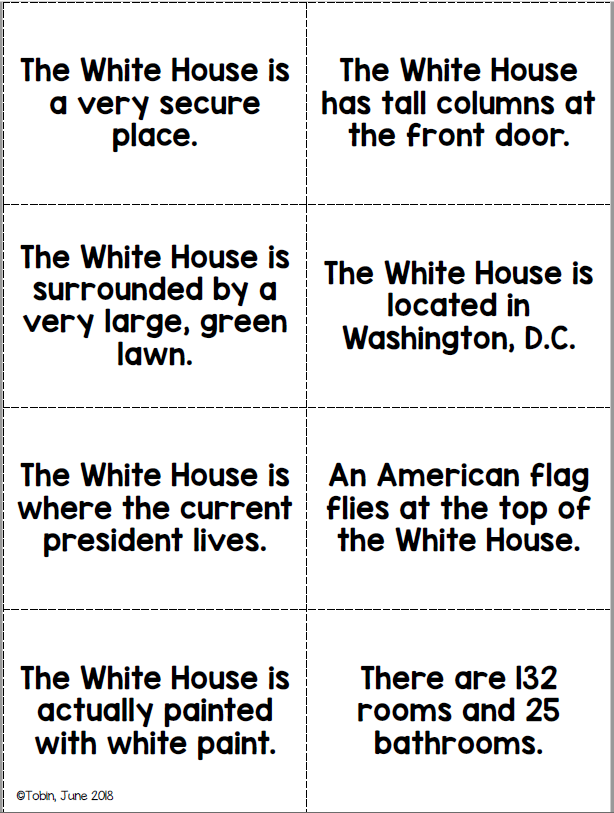 The White House is
a very secure
place.
The White House
has tall columns at
the front door.
The White House is
surrounded by a
very large, green
lawn.
The White House is
located in
Washington, D.C.
The White House is
where the current
president lives.
An American flag
flies at the top of
the White House.
The White House is
actually painted
with white paint.
There are 132
rooms and 25
bathrooms.
©Tobin, June 2018